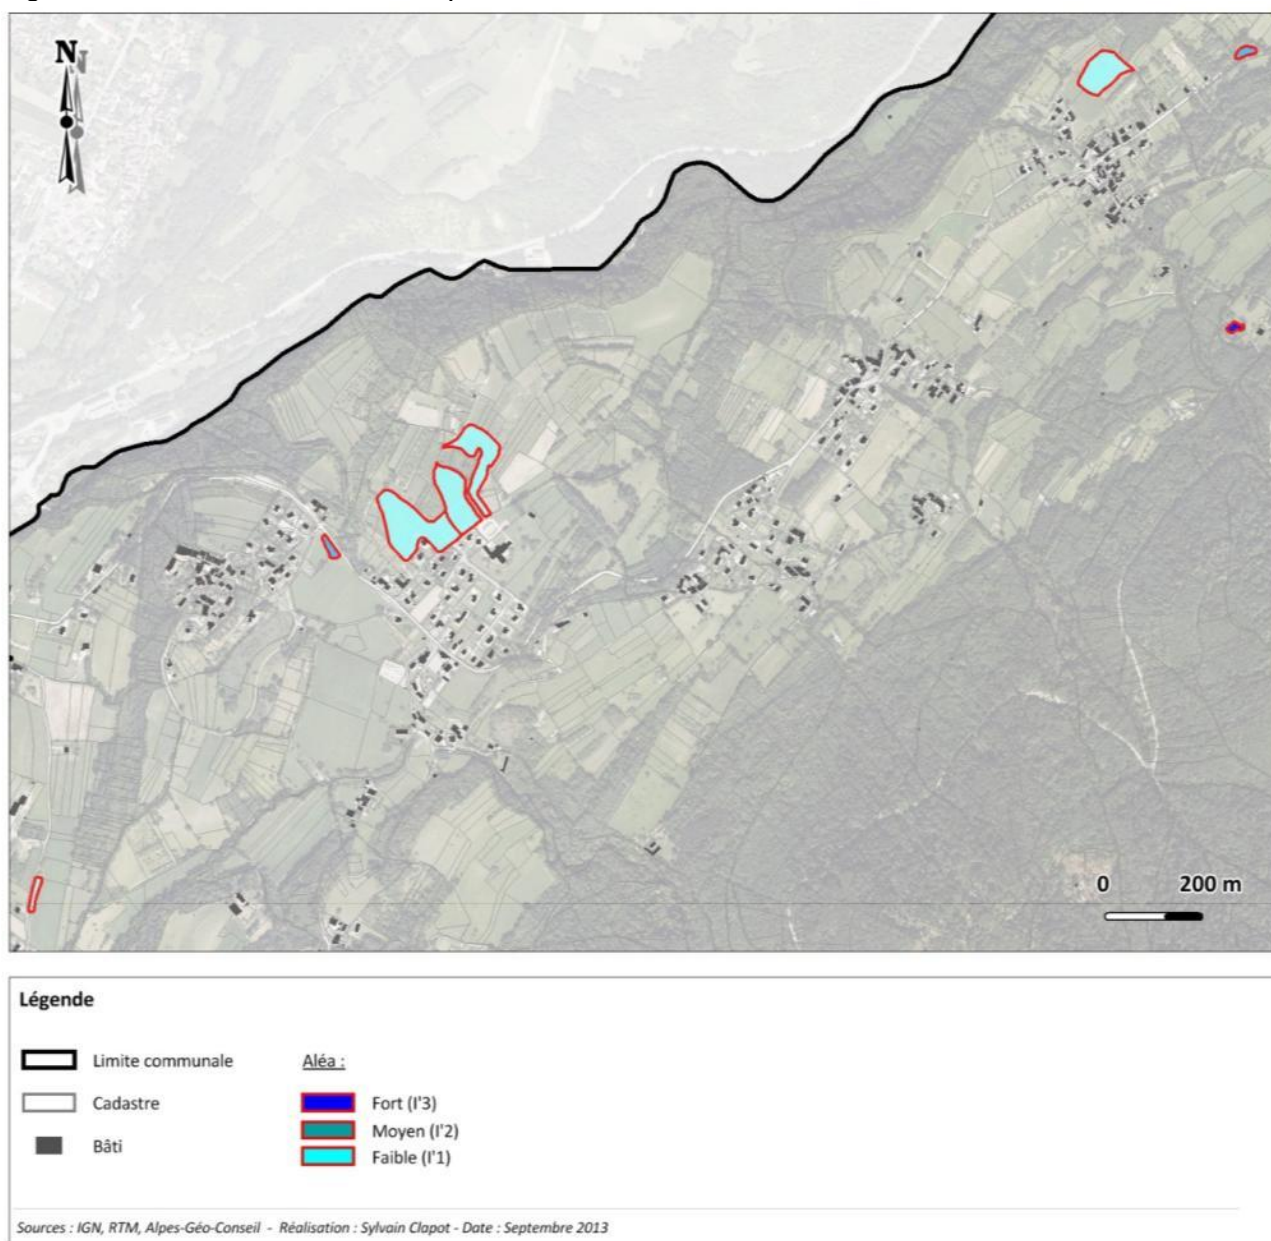 N
0 200 m
Légende
Limite communale
Aléa :
Cadastre
Fort (I'3)
Moyen (I'2)
Bâti
Faible (I'1)
Sources : IGN, RTM, Alpes-Géo-Conseil - Réalisation : Sylvain Clapot - Date : Septembre 2013